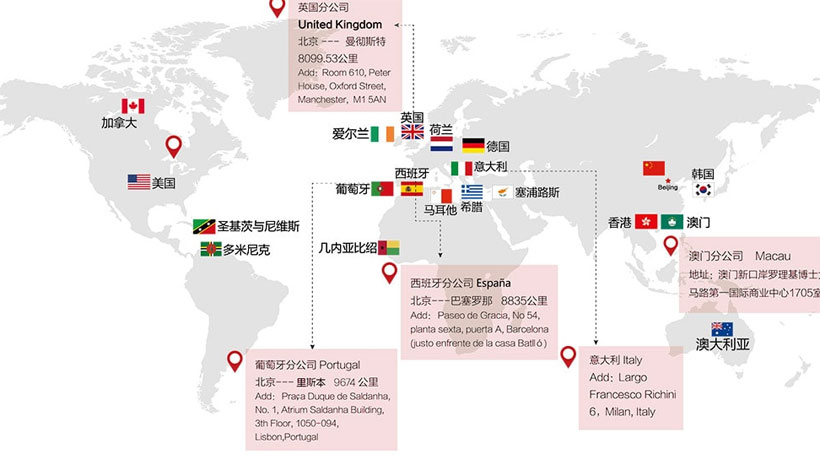 英国分公司
United Kingdom
北京 --- 曼彻斯特
8099.53公里
Add: Room 610, Peter
House, Oxford Street,
Manchester, M1 5AN
加拿大
美国
英国
爱尔兰
荷兰
德国
西班牙
意大利
葡萄牙
马耳他
希腊
塞浦路斯
Beijing
韩国
香港
澳门
圣基茨与尼维斯
多米尼克
几内亚比绍
澳大利亚
西班牙分公司 España
北京---巴塞罗那 8835公里
Add: Paseo de Gracia, No 54,
planta sexta, puerta A, Barcelona
(justo enfrente de la casa Batlló)
澳门分公司 Macau
地址: 澳门新口岸罗理基博士
马路第一国际商业中心1705室
葡萄牙分公司 Portugal
北京--- 里斯本 9674 公里
Add: Praça Duque de Saldanha,
No. 1, Atrium Saldanha Building,
3th Floor, 1050-094,
Lisbon,Portugal
意大利 Italy
Add: Largo
Francesco Richini
6, Milan, Italy